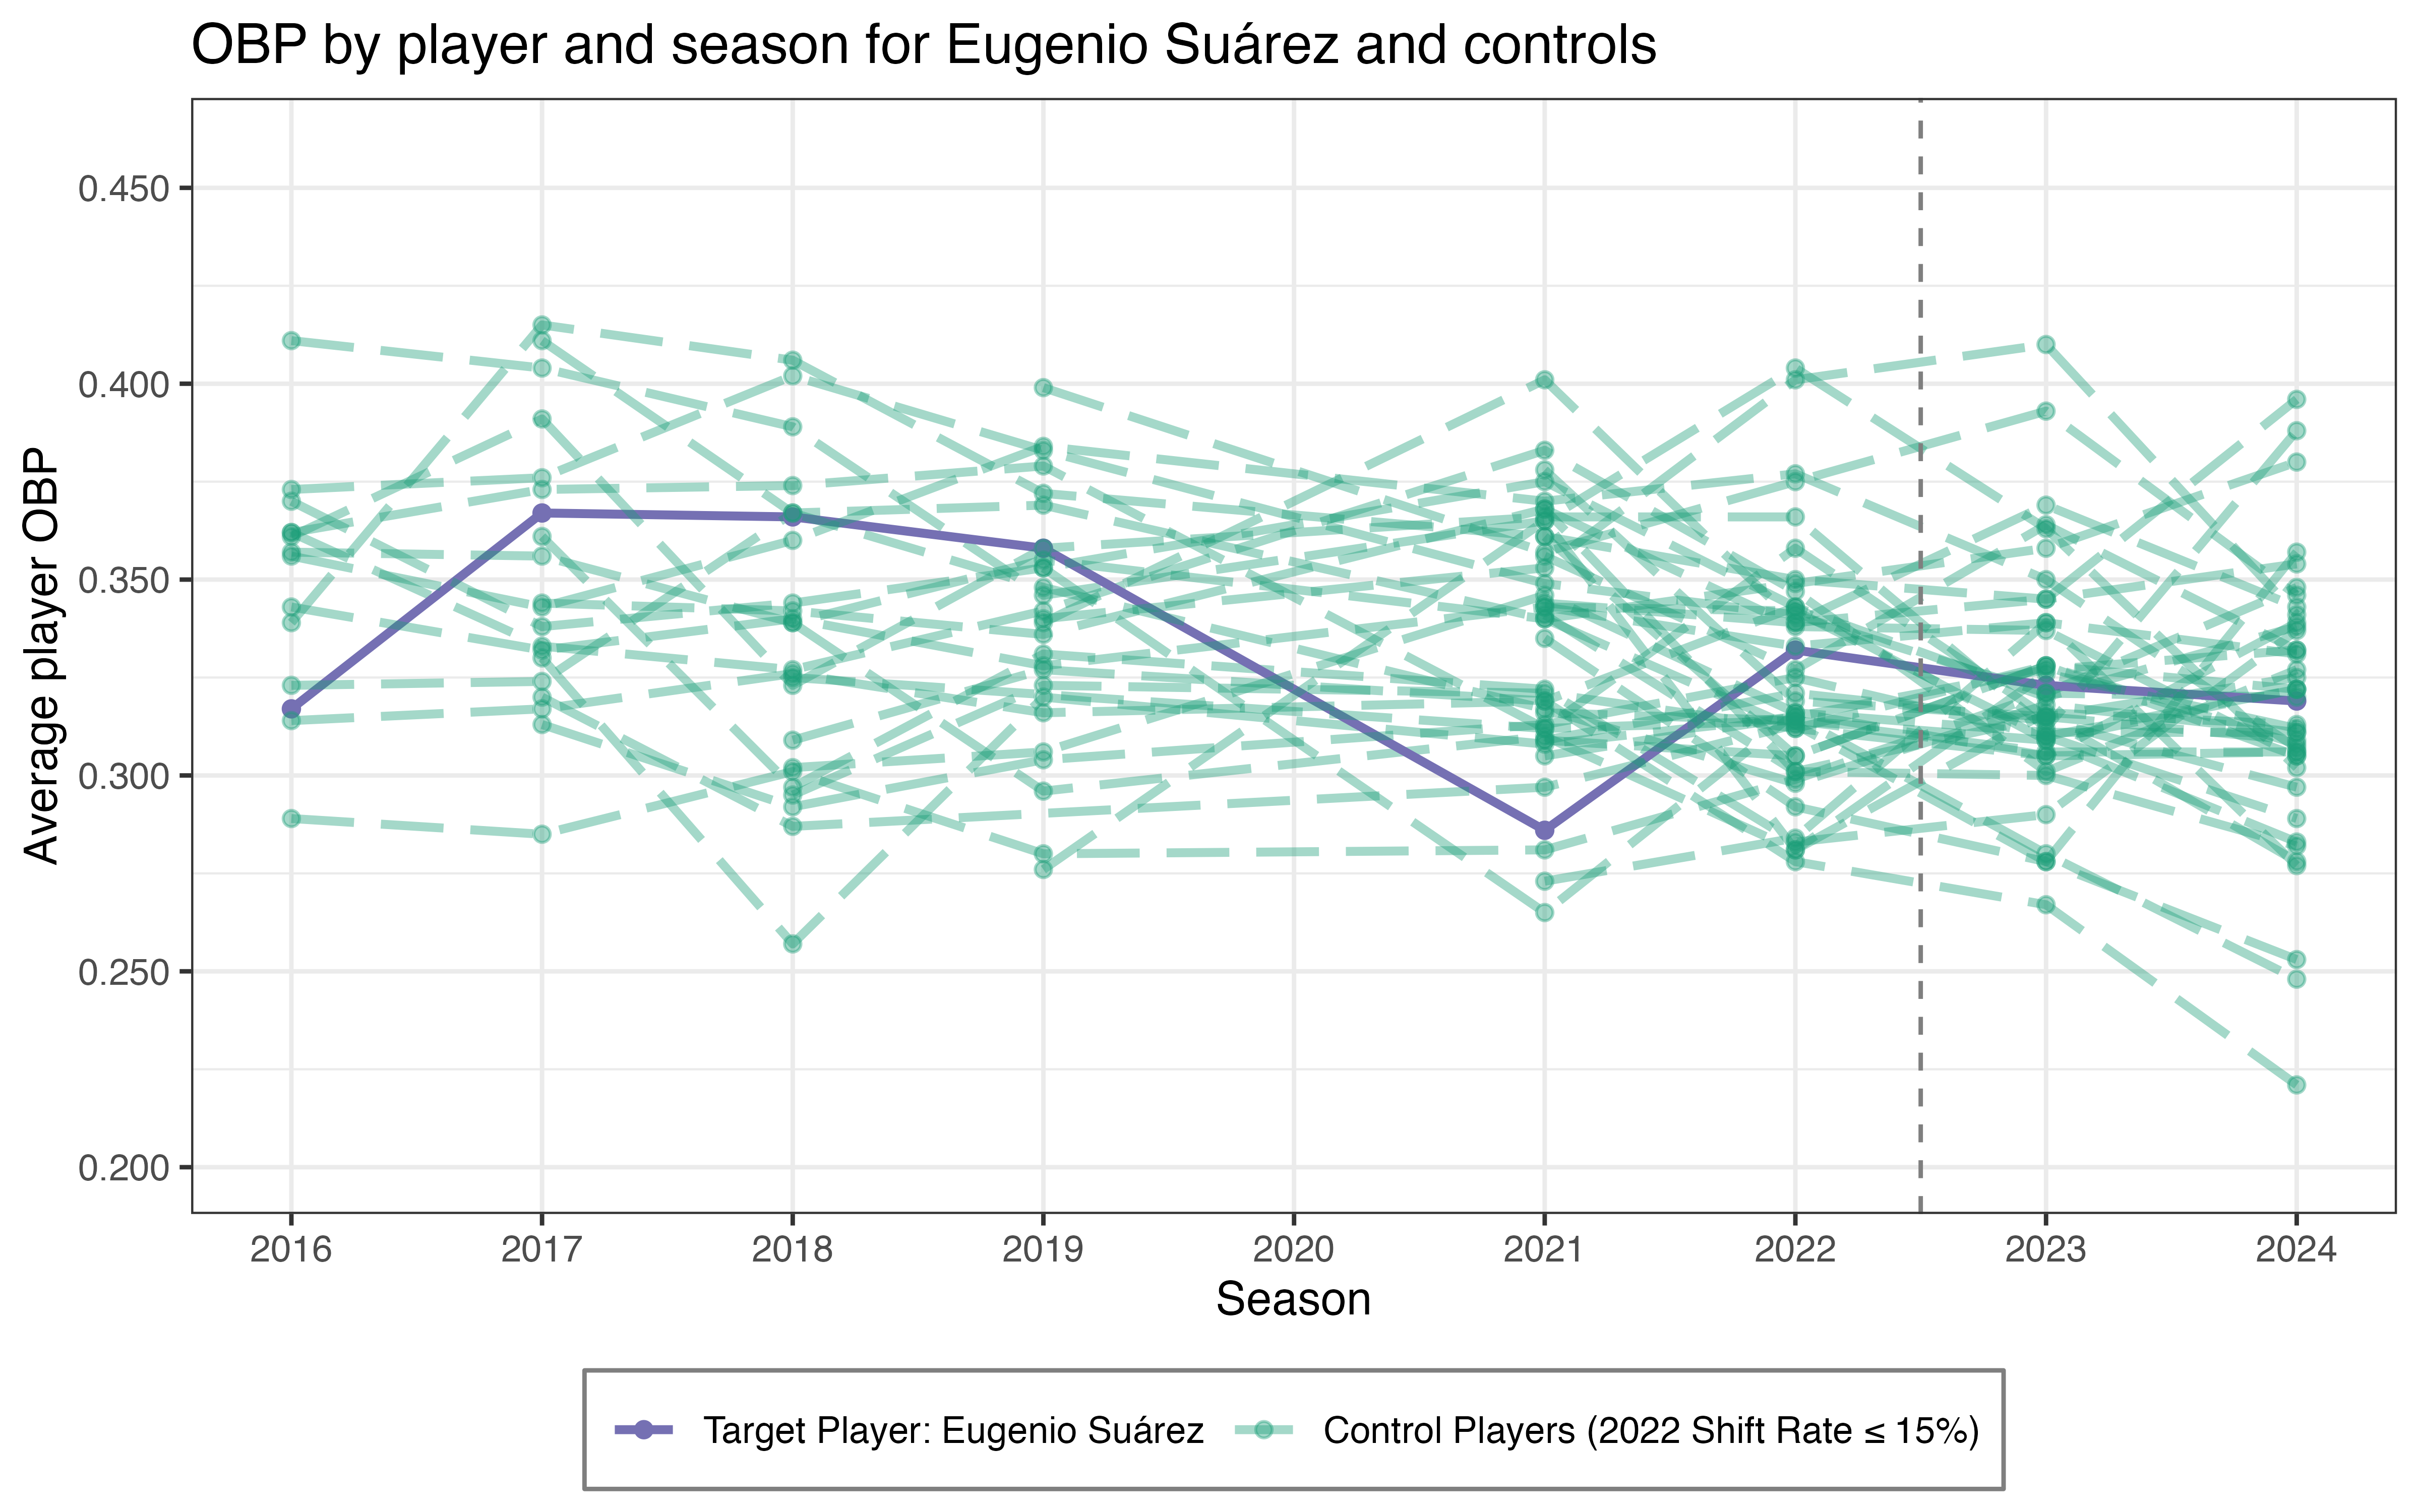 OBP by player and season for Eugenio Suárez and controls
Average player OBP
0.450
0.400
0.350
0.300
0.250
0.200
2016 2017 2018 2019 2020 2021 2022 2023 2024
Season
Target Player: Eugenio Suárez Control Players (2022 Shift Rate ≤ 15%)